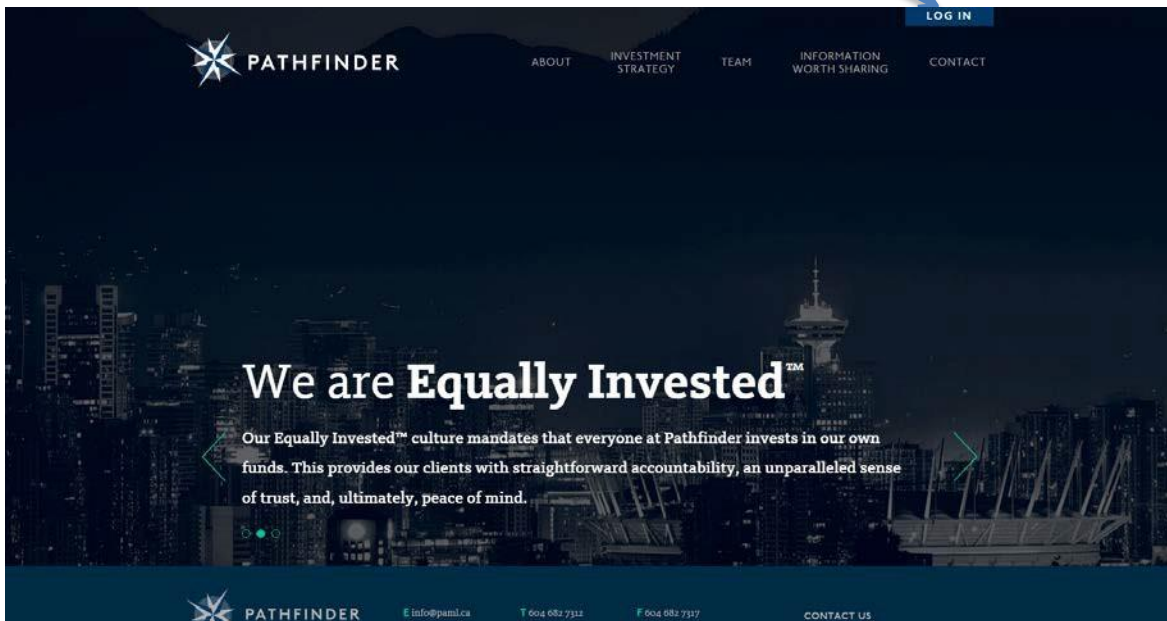 LOG IN
PATHFINDER
ABOUT
INVESTMENT
STRATEGY
TEAM
INFORMATION
WORTH SHARING
CONTACT
We are Equally Invested™
Our Equally Invested™ culture mandates that everyone at Pathfinder invests in our own
funds. This provides our clients with straightforward accountability, an unparalleled sense
of trust, and, ultimately, peace of mind.
PATHFINDER
E info@paml.ca
T 604 682 7312
F 604 682 7317
CONTACT US